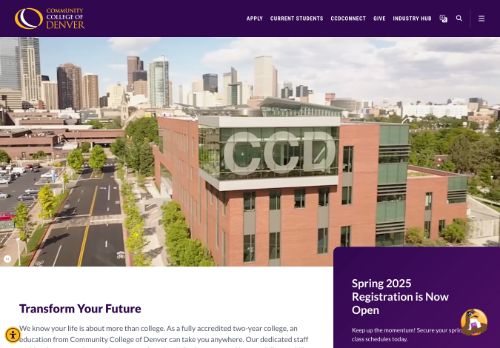 COMMUNITY
COLLEGE OF
DENVER
APPLY CURRENT STUDENTS CCDCONNECT GIVE INDUSTRY HUB
CCD
Spring 2025
Registration is Now
Open
Keep up the momentum! Secure your spring
class schedules today.
Transform Your Future
We know your life is about more than college. As a fully accredited two-year college, an
education from Community College of Denver can take you anywhere. Our dedicated staff